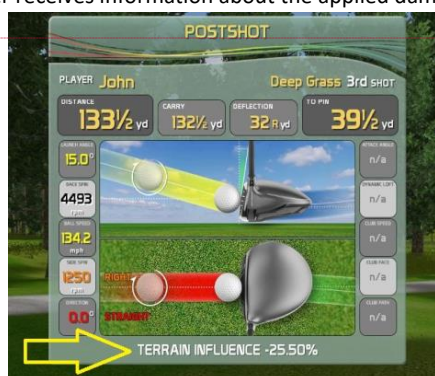 POSTSHOT
PLAYER John Deep Grass 3rd SHOT
DISTANCE CARRY DEFLECTION TO PIN
133½ yd 132½ yd 32 R yd 39½ yd
LAUNCH ANGLE ATTACK ANGLE
15.0° n/a
BACK SPIN DYNAMIC LOFT
4493 n/a
rpm
BALL SPEED CLUB SPEED
134.2 n/a
mph
SIDE SPIN CLUB FACE
1250 RIGHT n/a
rpm
DIRECTION CLUB PATH
0.0° STRAIGHT n/a
TERRAIN INFLUENCE -25.50%